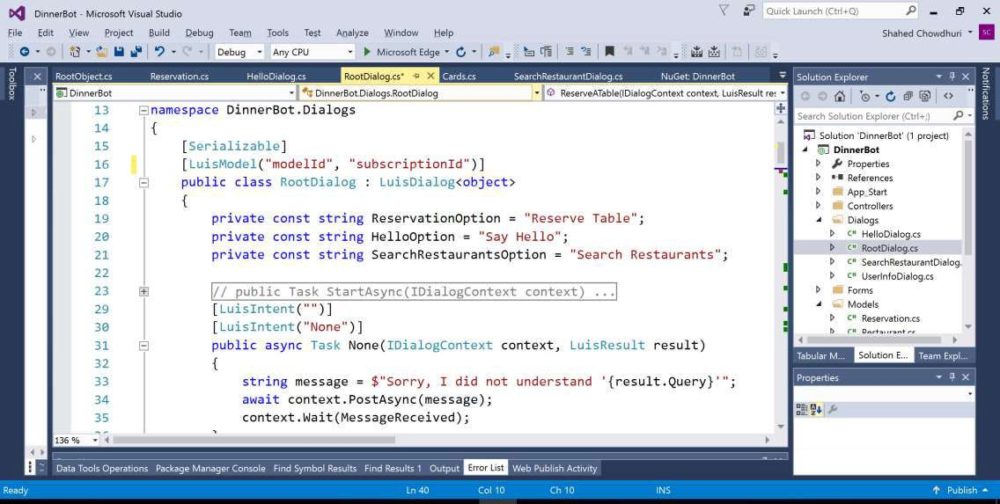 DinnerBot - Microsoft Visual Studio
Quick Launch (Ctrl+Q)
File Edit View Project Build Debug Team Tools Test Analyze Window Help
Shahed Chowdhuri SC
Debug Any CPU Microsoft Edge
Toolbox
RootObject.cs Reservation.cs HelloDialog.cs RootDialog.cs* Cards.cs SearchRestaurantDialog.cs NuGet: DinnerBot
DinnerBot DinnerBot.Dialogs.RootDialog ReserveATable(IDialogContext context, LuisResult res
13 namespace DinnerBot.Dialogs
14 {
15 [Serializable]
16 [LuisModel("modelId", "subscriptionId")]
17 public class RootDialog : LuisDialog<object>
18 {
19 private const string ReservationOption = "Reserve Table";
20 private const string HelloOption = "Say Hello";
21 private const string SearchRestaurantsOption = "Search Restaurants";
22
23 // public Task StartAsync(IDialogContext context) ...
29 [LuisIntent("")]
30 [LuisIntent("None")]
31 public async Task None(IDialogContext context, LuisResult result)
32 {
33 string message = $"Sorry, I did not understand '{result.Query}'";
34 await context.PostAsync(message);
35 context.Wait(MessageReceived);
136 %
Solution Explorer
Search Solution Explorer (Ctrl+;)
Solution 'DinnerBot' (1 project)
DinnerBot
Properties
References
App_Start
Controllers
Dialogs
C# HelloDialog.cs
C# RootDialog.cs
C# SearchRestaurantDialog.
C# UserInfoDialog.cs
Forms
Models
C# Reservation.cs
C# Restaurant.cs
Tabular M... Solution E... Team Expl...
Properties
Notifications
Data Tools Operations Package Manager Console Find Symbol Results Find Results 1 Output Error List Web Publish Activity
Ready Ln 40 Col 10 Ch 10 INS Publish